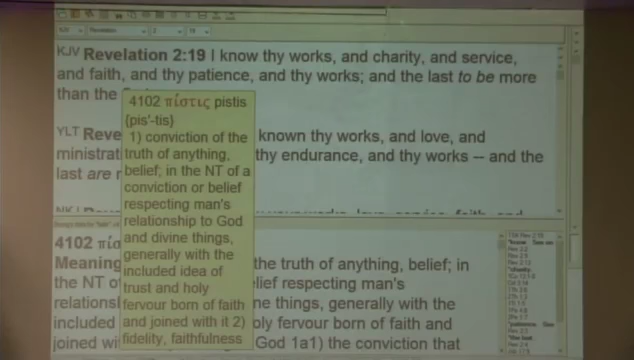 KJV Revelation 2:19 I know thy works, and charity, and service,
and faith, and thy patience, and thy works; and the last to be more
than the
4102 πίστις pistis
{pis'-tis}
1) conviction of the
truth of anything,
belief; in the NT of a
conviction or belief
respecting man's
relationship to God
and divine things,
generally with the
included idea of
trust and holy
fervour born of faith
and joined with it 2)
fidelity, faithfulness
YLT Reve known thy works, and love, and
ministrati thy endurance, and thy works -- and the
last are
4102 πίσ
Meaning the truth of anything, belief; in
the NT of lief respecting man's
relations ne things, generally with the
included oly fervour born of faith and
joined wi God 1a1) the conviction that